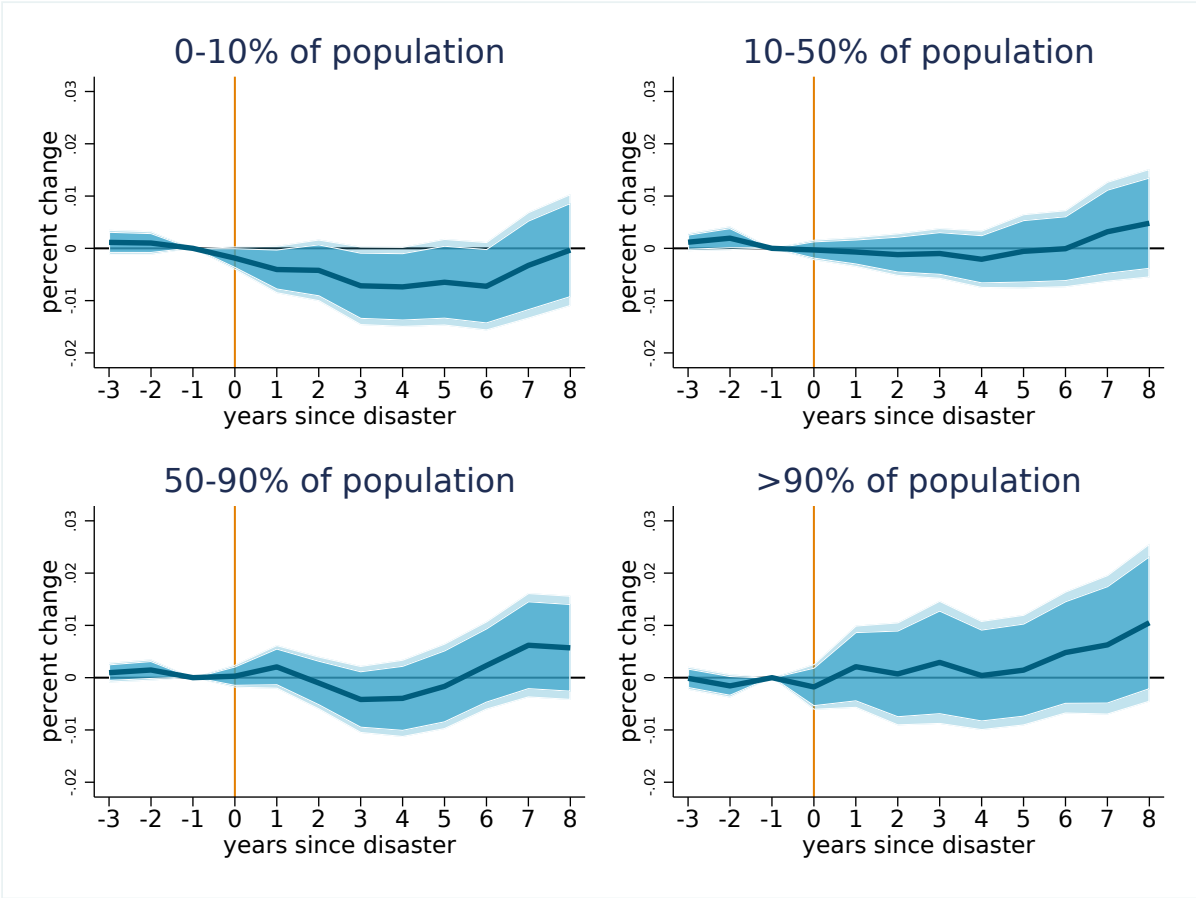 0-10% of population
percent change
.03
.02
.01
0
-.01
-.02
-3 -2 -1 0 1 2 3 4 5 6 7 8
years since disaster
10-50% of population
percent change
.03
.02
.01
0
-.01
-.02
-3 -2 -1 0 1 2 3 4 5 6 7 8
years since disaster
50-90% of population
percent change
.03
.02
.01
0
-.01
-.02
-3 -2 -1 0 1 2 3 4 5 6 7 8
years since disaster
>90% of population
percent change
.03
.02
.01
0
-.01
-.02
-3 -2 -1 0 1 2 3 4 5 6 7 8
years since disaster